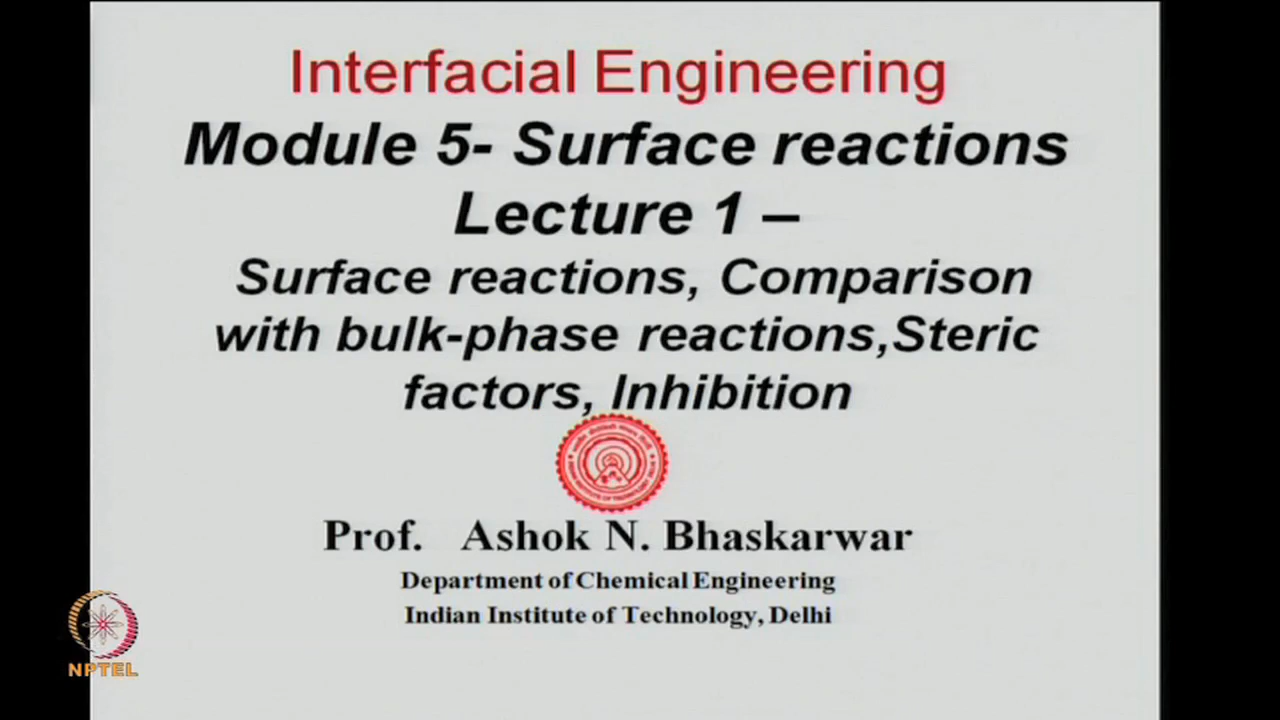 Interfacial Engineering
Module 5- Surface reactions
Lecture 1 –
Surface reactions, Comparison
with bulk-phase reactions,Steric
factors, Inhibition
Prof. Ashok N. Bhaskarwar
Department of Chemical Engineering
Indian Institute of Technology, Delhi
NPTEL